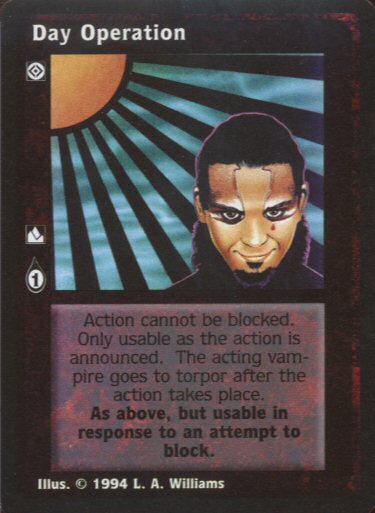 Day Operation
1
Action cannot be blocked.
Only usable as the action is
announced. The acting vam-
pire goes to torpor after the
action takes place.
As above, but usable in
response to an attempt to
block.
Illus. © 1994 L. A. Williams